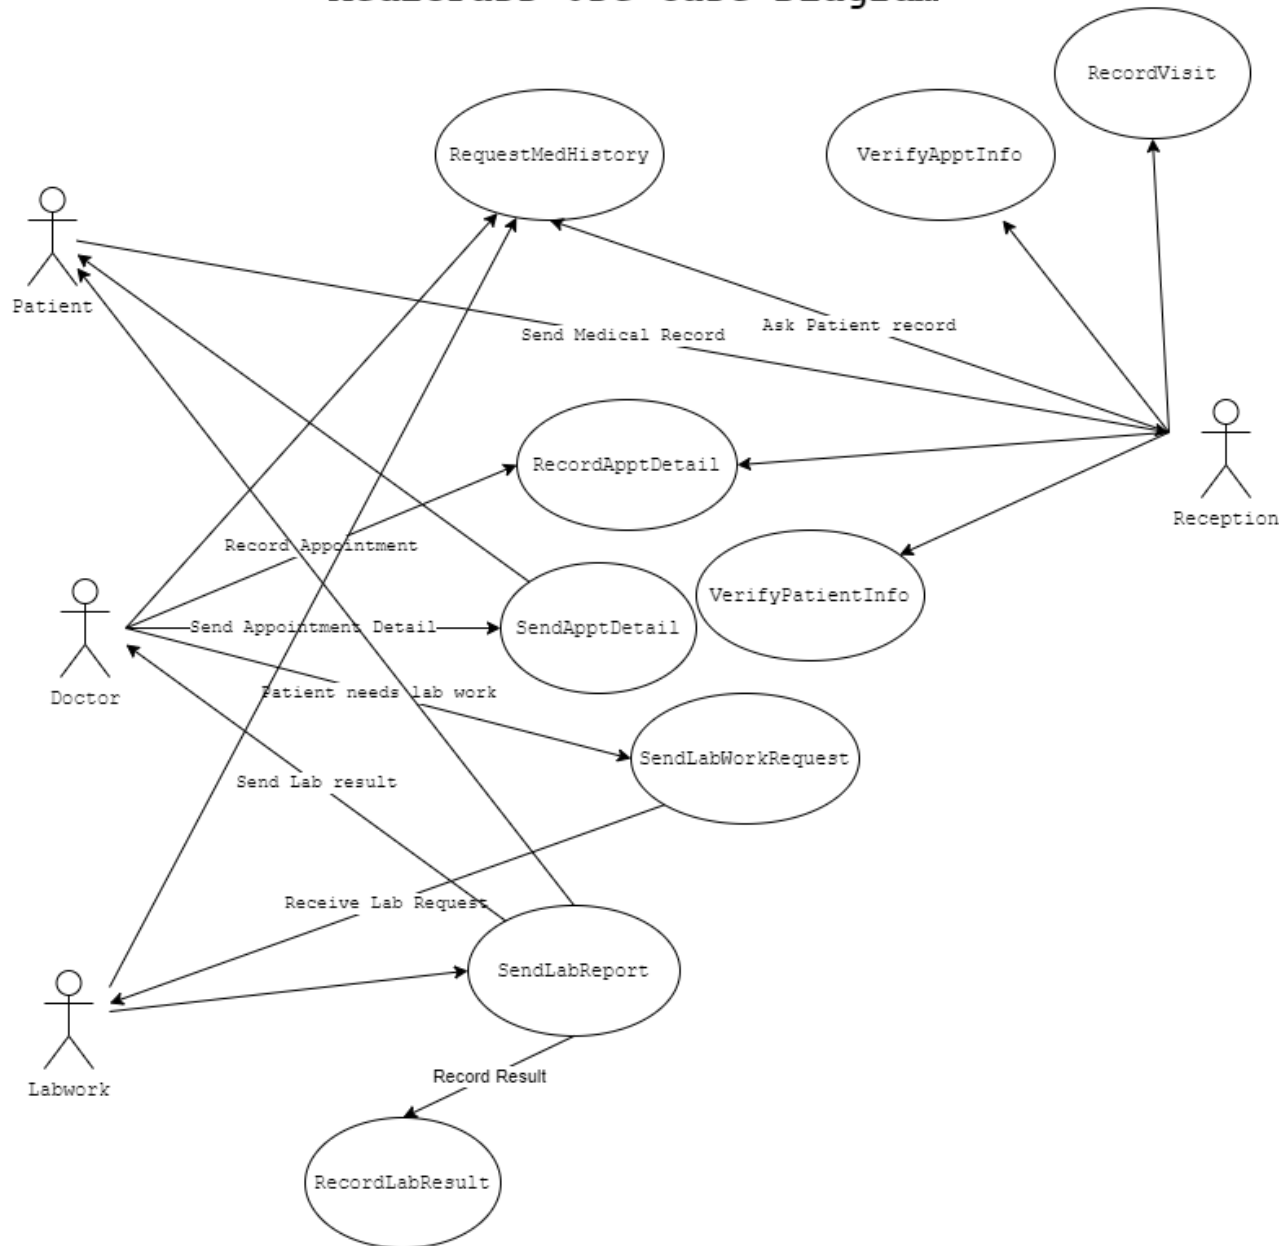 RecordVisit
RequestMedHistory
VerifyApptInfo
Patient
Send Medical Record
Ask Patient record
RecordApptDetail
Reception
Record Appointment
VerifyPatientInfo
Send Appointment Detail
SendApptDetail
Doctor
Patient needs lab work
SendLabWorkRequest
Send Lab result
Receive Lab Request
SendLabReport
Labwork
Record Result
RecordLabResult